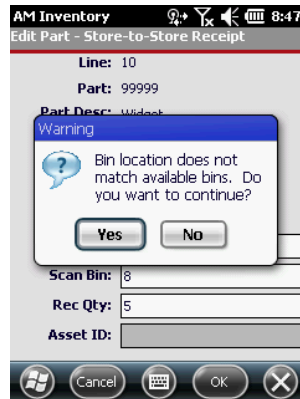 AM Inventory 8:47
Edit Part - Store-to-Store Receipt
Line: 10
Part: 99999
Part Desc: Widget
Warning
Bin location does not
match available bins. Do
you want to continue?
Yes No
Scan Bin: 8
Rec Qty: 5
Asset ID:
Cancel OK